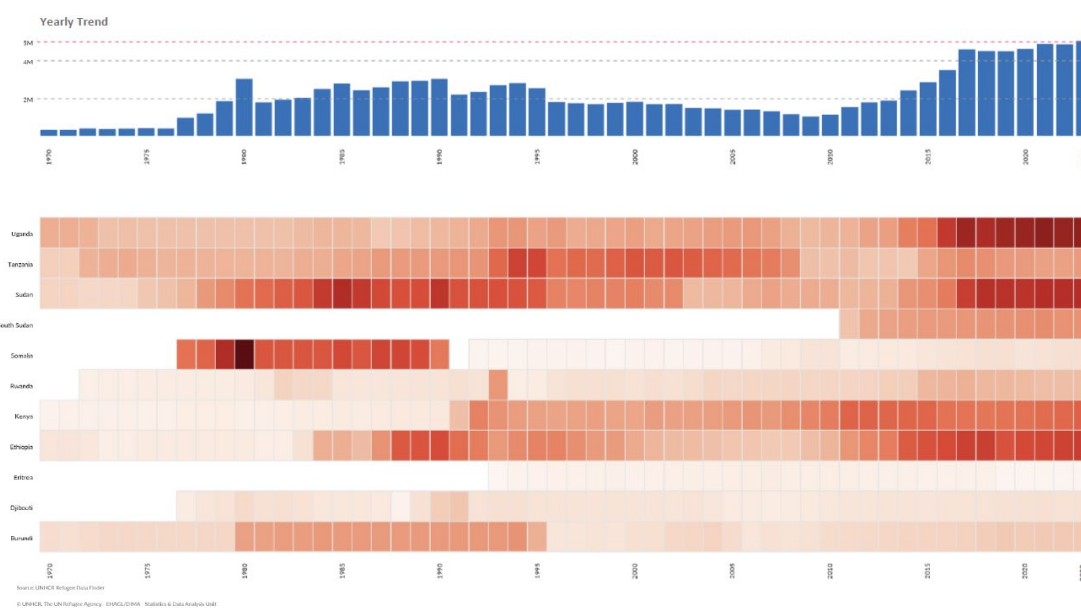 Yearly Trend
5M
4M
2M
1970 1975 1980 1985 1990 1995 2000 2005 2010 2015 2020
Uganda
Tanzania
Sudan
South Sudan
Somalia
Rwanda
Kenya
Ethiopia
Eritrea
Djibouti
Burundi
1970 1975 1980 1985 1990 1995 2000 2005 2010 2015 2020
Source: UNHCR Refugee Data Finder
© UNHCR, The UN Refugee Agency - EHAGL/DIMA - Statistics & Data Analysis Unit